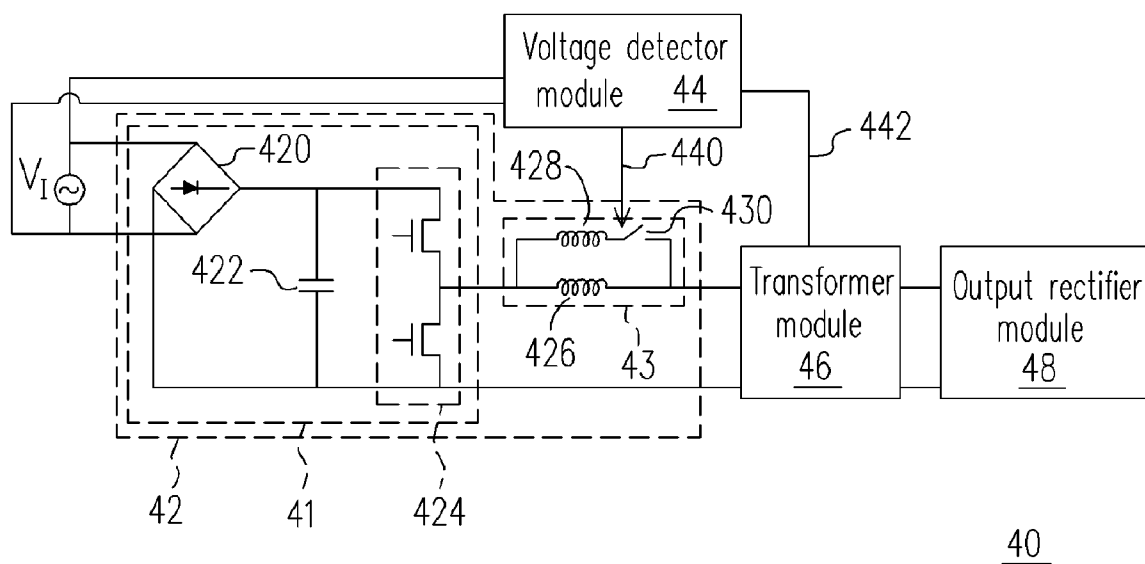 Voltage detector
module 44
442
420
440
428
430
V_I
422
426
43
Transformer
module
46
Output rectifier
module
48
42
41
424
40